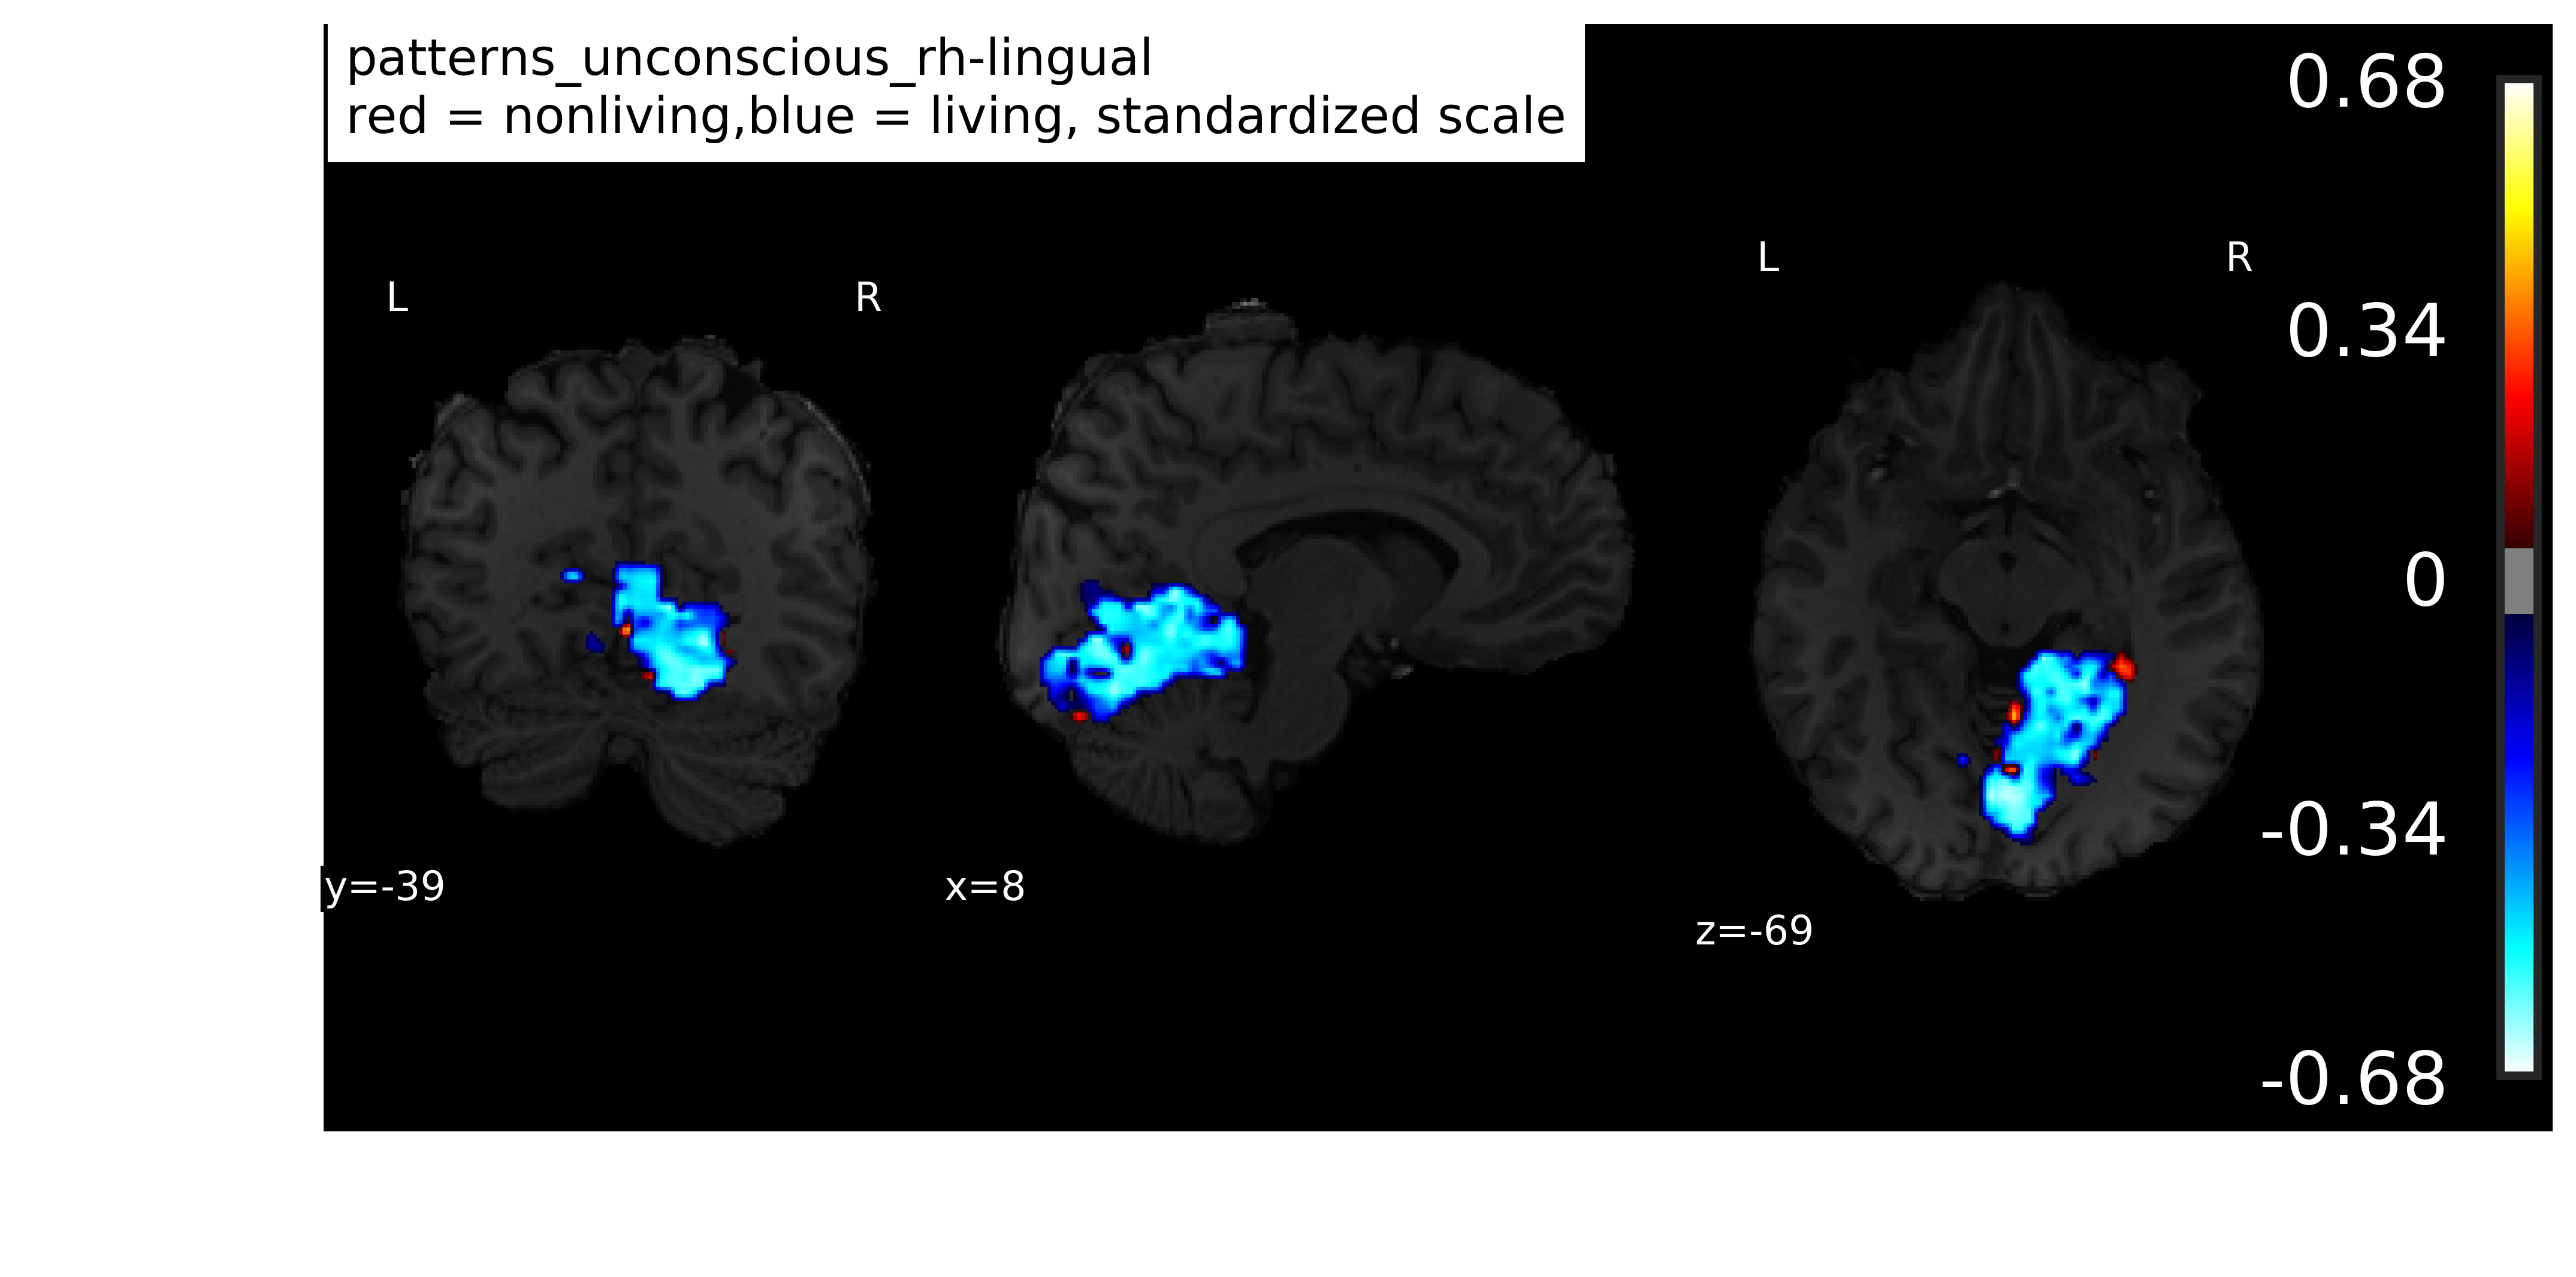 patterns_unconscious_rh-lingual
red = nonliving,blue = living, standardized scale
L
R
L
R
y=-39
x=8
z=-69
0.68
0.34
0
-0.34
-0.68